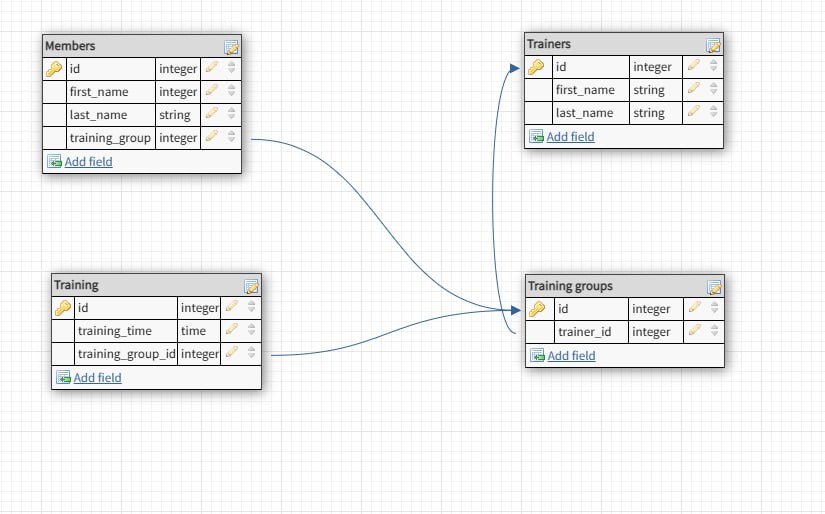 Members
id integer
first_name integer
last_name string
training_group integer
Add field
Trainers
id integer
first_name string
last_name string
Add field
Training
id integer
training_time time
training_group_id integer
Add field
Training groups
id integer
trainer_id integer
Add field